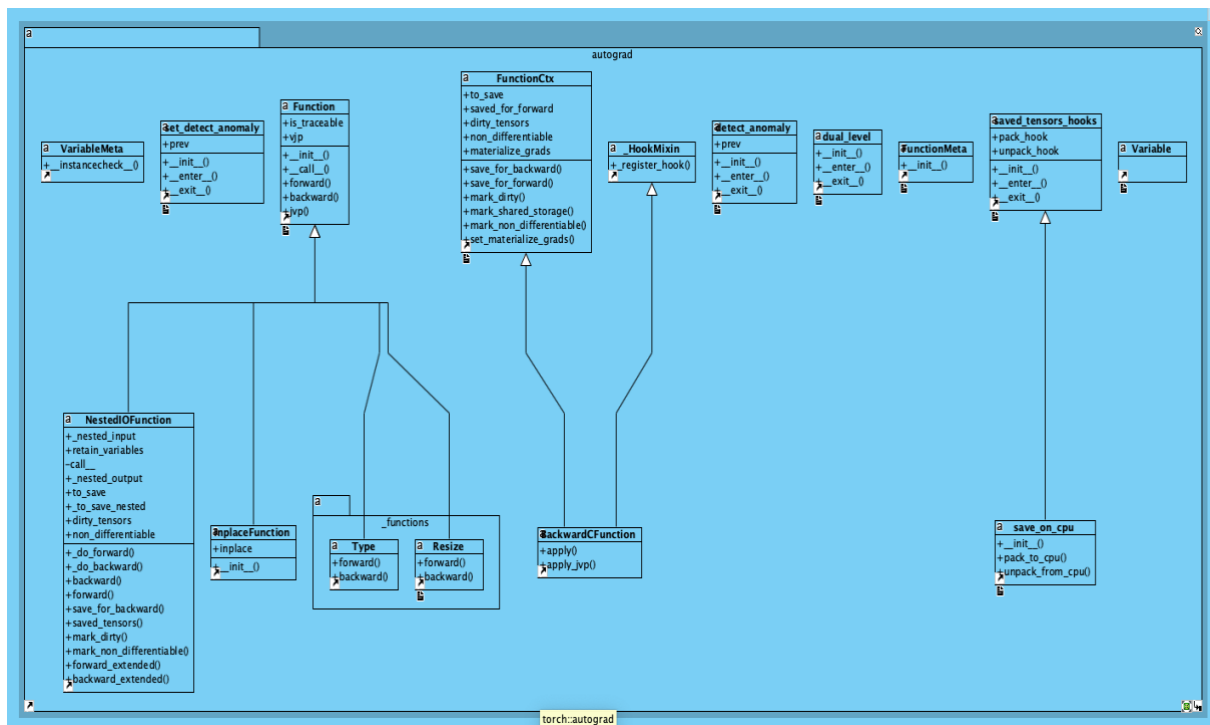 autograd
VariableMeta
+__instancecheck__()
set_detect_anomaly
+prev
+__init__()
+__enter__()
+__exit__()
Function
+is_traceable
+vjp
+__init__()
+__call__()
+forward()
+backward()
+jvp()
FunctionCtx
+to_save
+saved_for_forward
+dirty_tensors
+non_differentiable
+materialize_grads
+save_for_backward()
+save_for_forward()
+mark_dirty()
+mark_shared_storage()
+mark_non_differentiable()
+set_materialize_grads()
_HookMixin
+_register_hook()
detect_anomaly
+prev
+__init__()
+__enter__()
+__exit__()
dual_level
+__init__()
+__enter__()
+__exit__()
FunctionMeta
+__init__()
saved_tensors_hooks
+pack_hook
+unpack_hook
+__init__()
+__enter__()
+__exit__()
Variable
NestedIOFunction
+_nested_input
+retain_variables
-call__
+_nested_output
+to_save
+_to_save_nested
+dirty_tensors
+non_differentiable
+_do_forward()
+_do_backward()
+backward()
+forward()
+save_for_backward()
+saved_tensors()
+mark_dirty()
+mark_non_differentiable()
+forward_extended()
+backward_extended()
InplaceFunction
+inplace
+__init__()
_functions
Type
+forward()
+backward()
Resize
+forward()
+backward()
BackwardCFunction
+apply()
+apply_jvp()
save_on_cpu
+__init__()
+pack_to_cpu()
+unpack_from_cpu()
torch::autograd